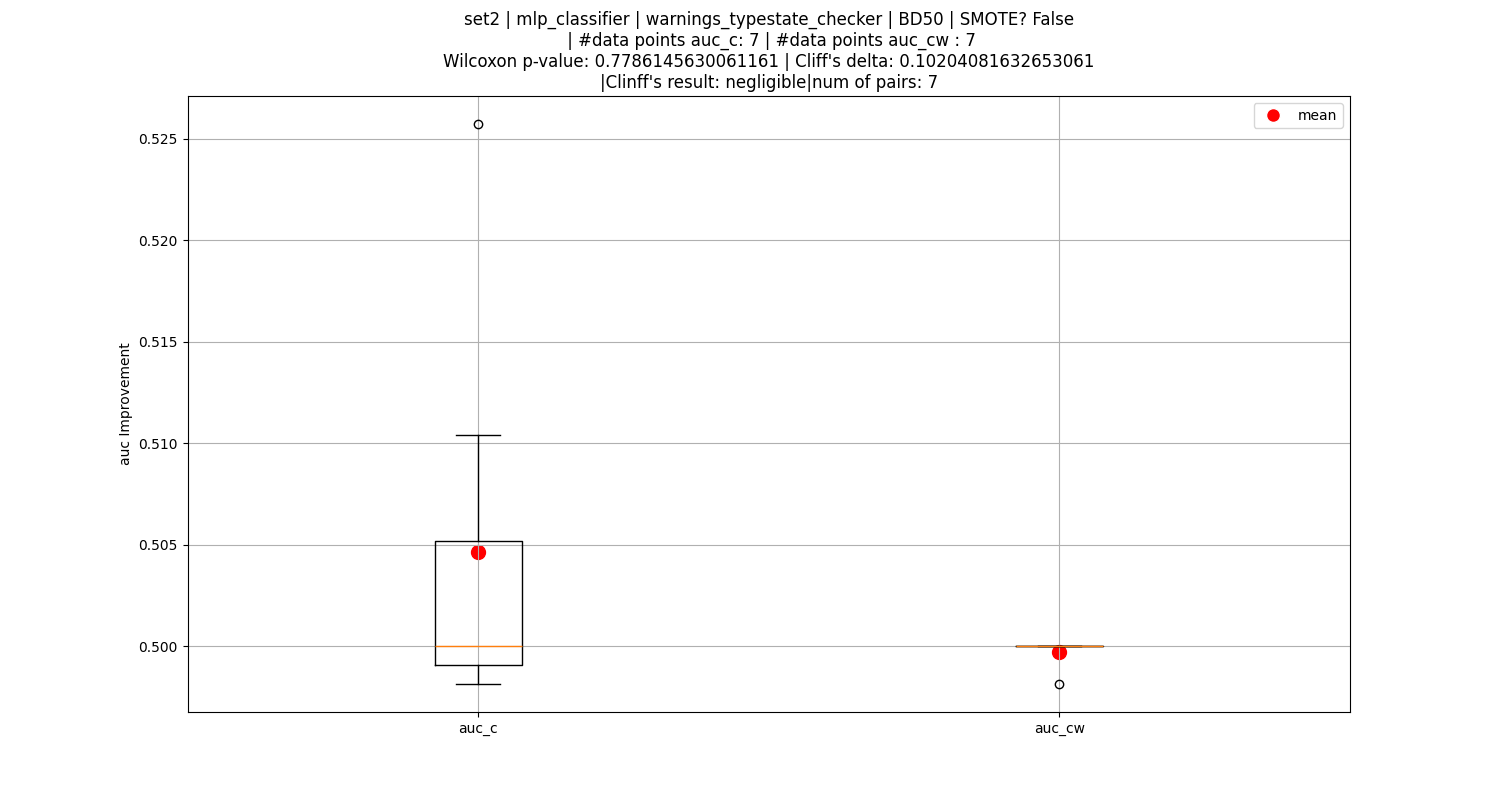 set2 | mlp_classifier | warnings_typestate_checker | BD50 | SMOTE? False
| #data points auc_c: 7 | #data points auc_cw : 7
Wilcoxon p-value: 0.7786145630061161 | Cliff's delta: 0.10204081632653061
|Clinff's result: negligible|num of pairs: 7
mean
0.525
0.520
0.515
0.510
0.505
0.500
auc Improvement
auc_c
auc_cw